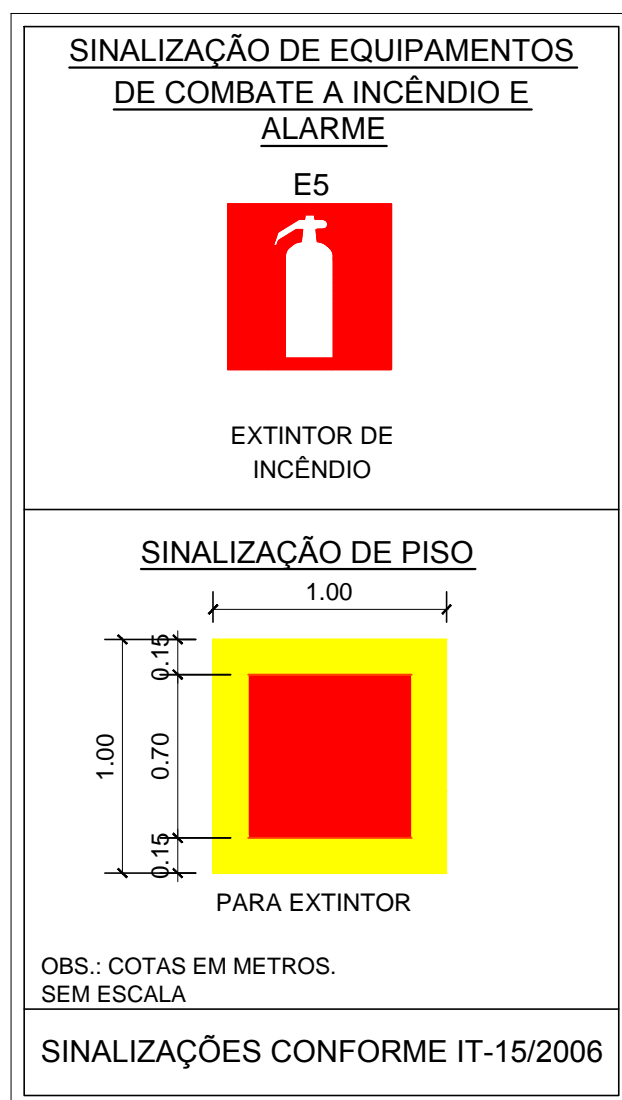 SINALIZAÇÃO DE EQUIPAMENTOS
DE COMBATE A INCÊNDIO E
ALARME
E5
EXTINTOR DE
INCÊNDIO
SINALIZAÇÃO DE PISO
1.00
0.15
1.00
0.70
0.15
PARA EXTINTOR
OBS.: COTAS EM METROS.
SEM ESCALA
SINALIZAÇÕES CONFORME IT-15/2006